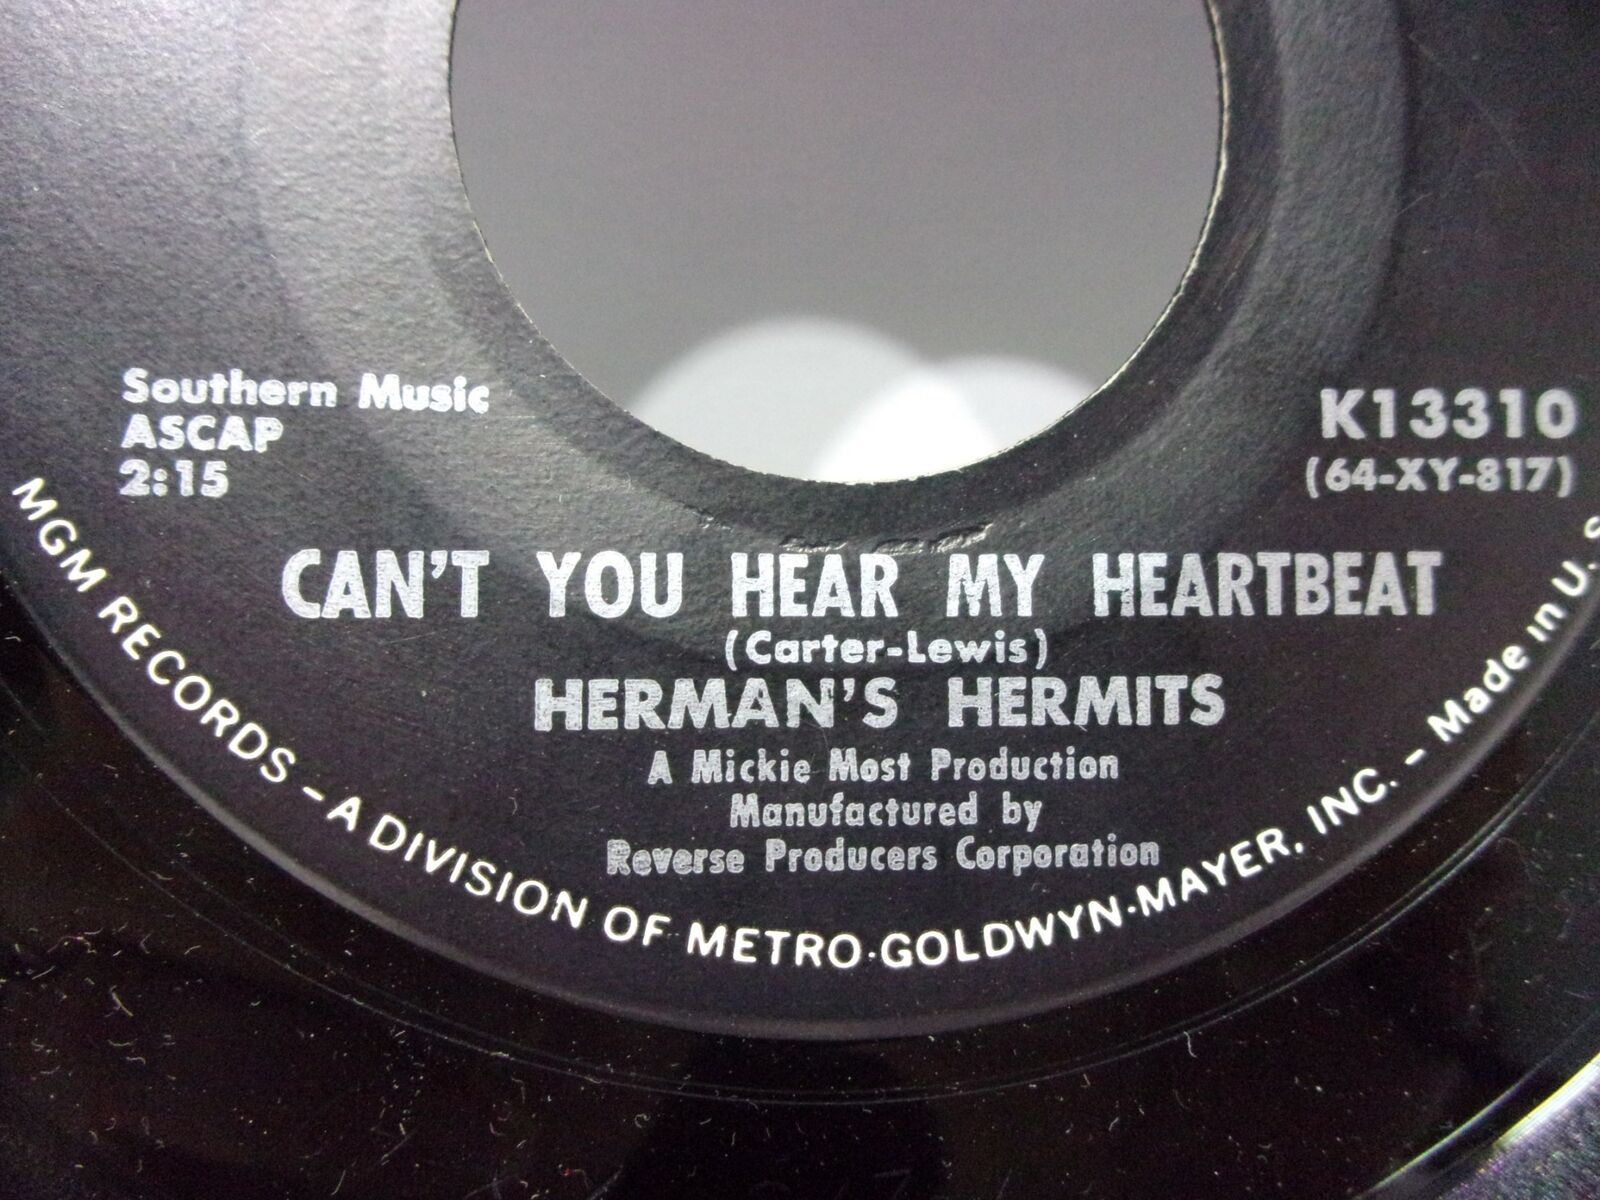 Southern Music
ASCAP
2:15
K13310
(64-XY-817)
CAN'T YOU HEAR MY HEARTBEAT
(Carter-Lewis)
HERMAN'S HERMITS
A Mickie Most Production
Manufactured by
Reverse Producers Corporation
MGM RECORDS – A DIVISION OF METRO-GOLDWYN-MAYER, INC. – Made in U.S